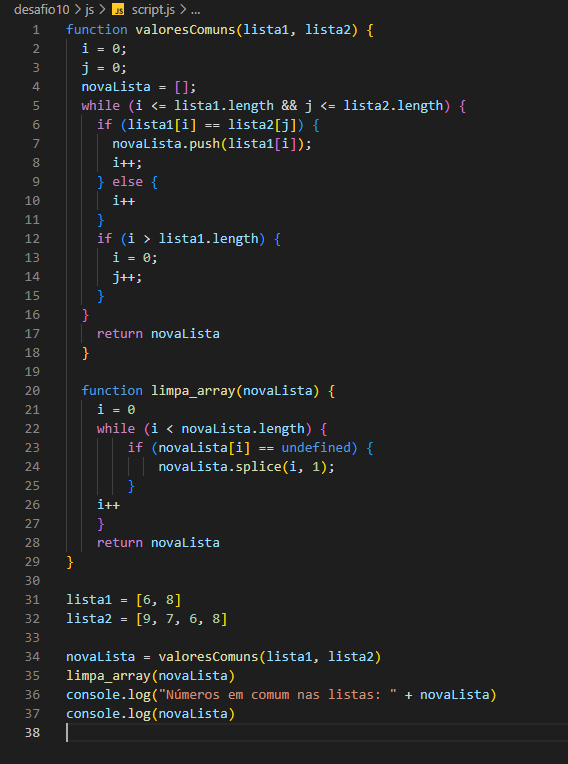 desafio10 > js > JS script.js > ...
1 function valoresComuns(lista1, lista2) {
2 i = 0;
3 j = 0;
4 novaLista = [];
5 while (i <= lista1.length && j <= lista2.length) {
6 if (lista1[i] == lista2[j]) {
7 novaLista.push(lista1[i]);
8 i++;
9 } else {
10 i++
11 }
12 if (i > lista1.length) {
13 i = 0;
14 j++;
15 }
16 }
17 return novaLista
18 }
19
20 function limpa_array(novaLista) {
21 i = 0
22 while (i < novaLista.length) {
23 if (novaLista[i] == undefined) {
24 novaLista.splice(i, 1);
25 }
26 i++
27 }
28 return novaLista
29 }
30
31 lista1 = [6, 8]
32 lista2 = [9, 7, 6, 8]
33
34 novaLista = valoresComuns(lista1, lista2)
35 limpa_array(novaLista)
36 console.log("Números em comum nas listas: " + novaLista)
37 console.log(novaLista)
38